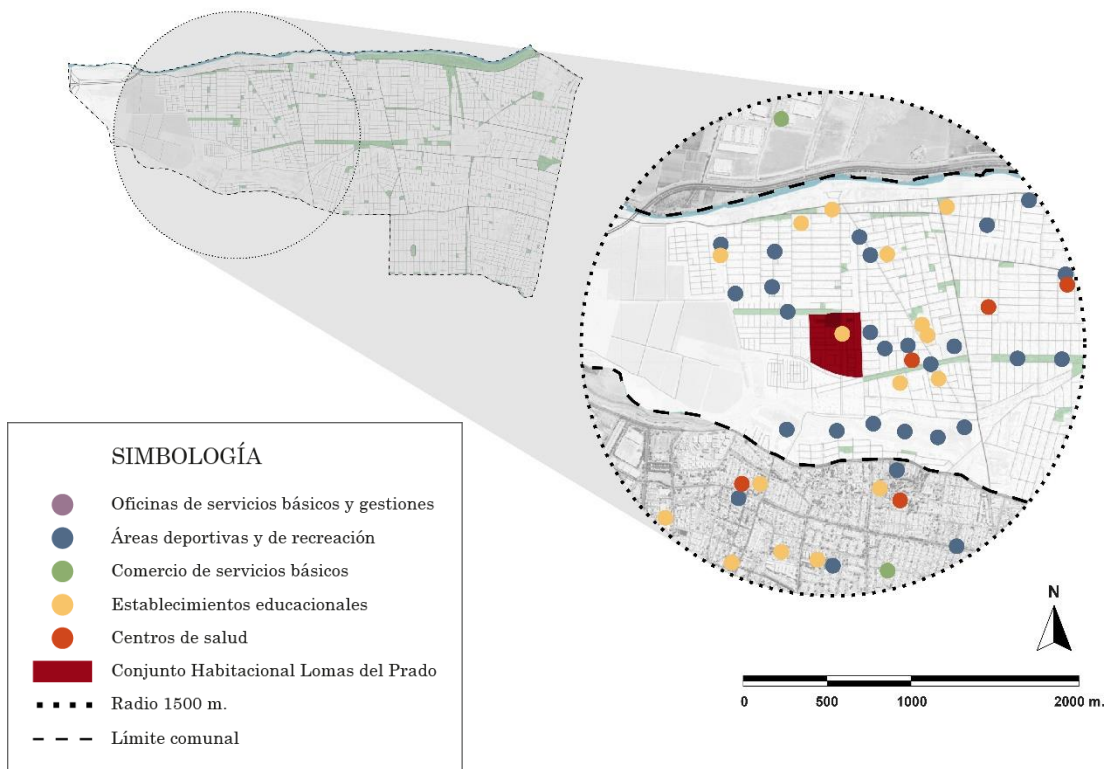 SIMBOLOGÍA
Oficinas de servicios básicos y gestiones
Áreas deportivas y de recreación
Comercio de servicios básicos
Establecimientos educacionales
Centros de salud
Conjunto Habitacional Lomas del Prado
Radio 1500 m.
Límite comunal
N
0 500 1000 2000 m.